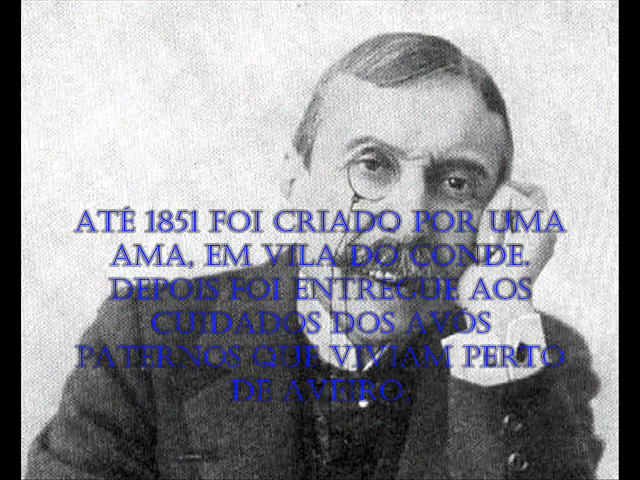 ATÉ 1851 FOI CRIADO POR UMA
AMA, EM VILA DO CONDE.
DEPOIS FOI ENTREGUE AOS
CUIDADOS DOS AVÓS
PATERNOS QUE VIVIAM PERTO
DE AVEIRO.